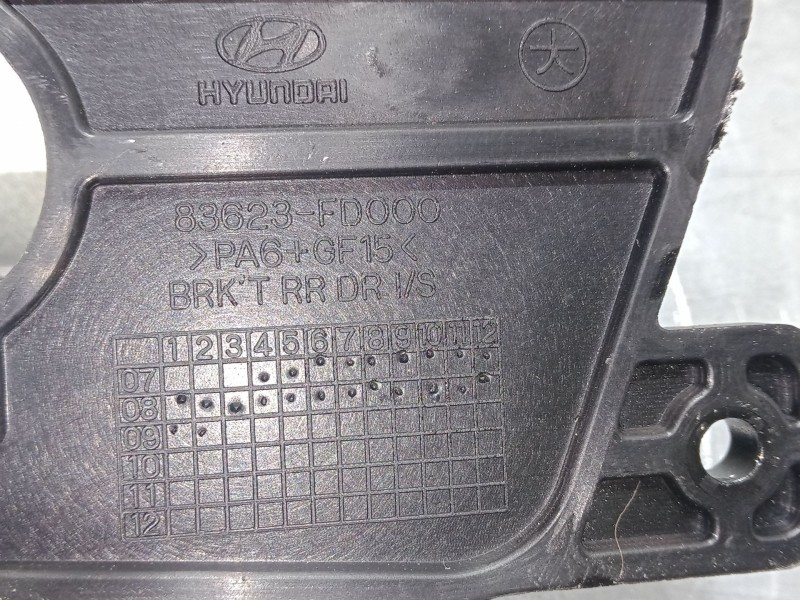 HYUNDAI
大
83623-FD000
>PA6+GF15<
BRK'T RR DR I/S
1 2 3 4 5 6 7 8 9 10 11 12
07
08
09
10
11
12